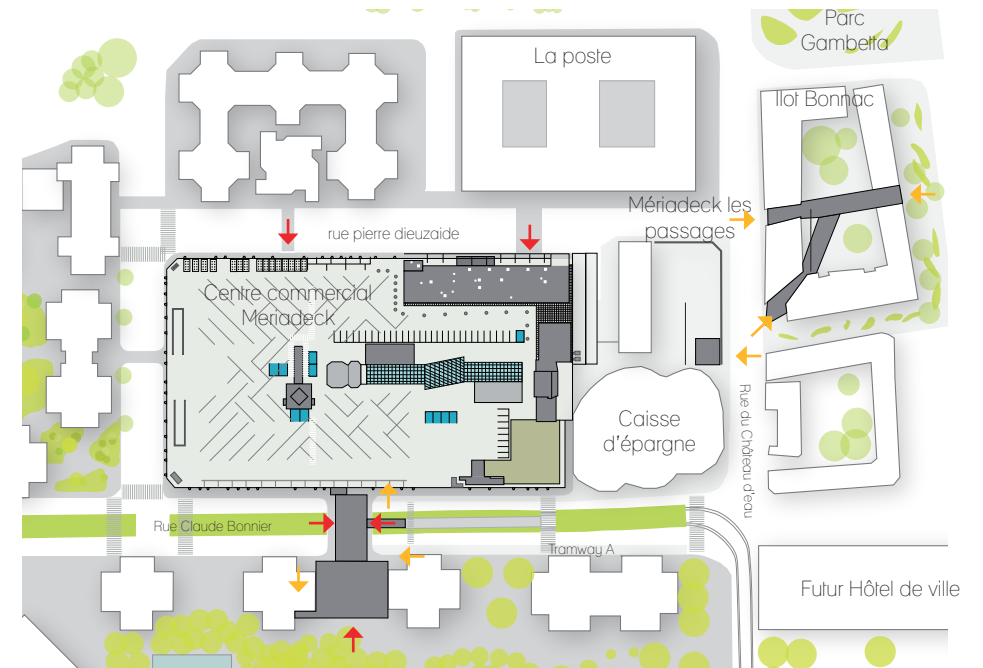 Parc
Gambetta
La poste
Ilot Bonnac
Mériadeck les
passages
rue pierre dieuzaide
Centre commercial
Meriadeck
Caisse
d'épargne
Rue du Château d'eau
Rue Claude Bonnier
Tramway A
Futur Hôtel de ville